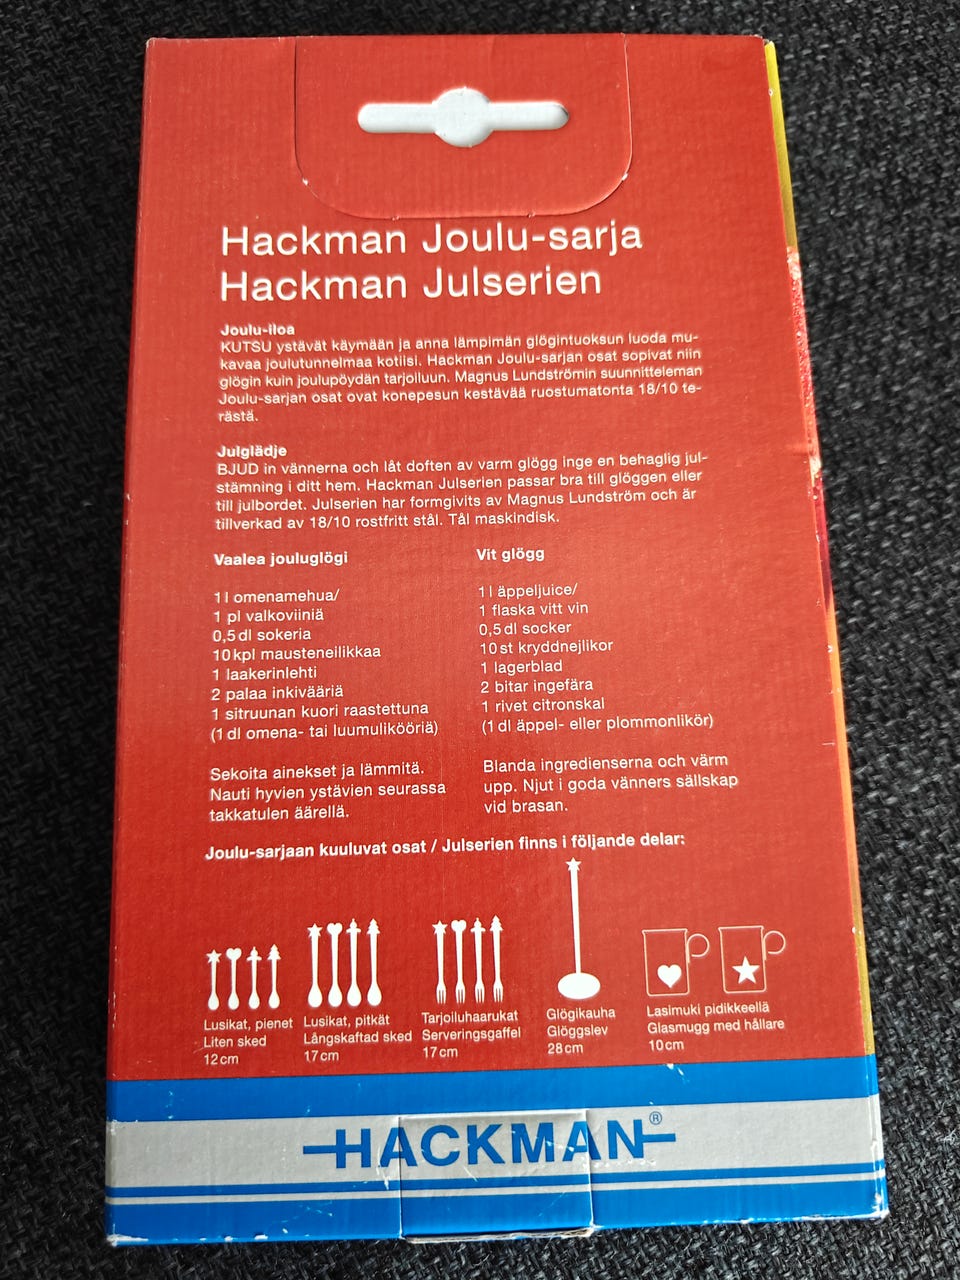 Hackman Joulu-sarja
Hackman Julserien
Joulu-iloa
KUTSU ystävät käymään ja anna lämpimän glögintuoksun luoda mu-
kavaa joulutunnelmaa kotiisi. Hackman Joulu-sarjan osat sopivat niin
glögin kuin joulupöydän tarjoiluun. Magnus Lundströmin suunnitteleman
Joulu-sarjan osat ovat konepesun kestävää ruostumatonta 18/10 te-
rästä.
Julglädje
BJUD in vännerna och låt doften av varm glögg inge en behaglig jul-
stämning i ditt hem. Hackman Julserien passar bra till glöggen eller
till julbordet. Julserien har formgivits av Magnus Lundström och är
tillverkad av 18/10 rostfritt stål. Tål maskindisk.
Vaalea jouluglögi
1 l omenamehua/
1 pl valkoviiniä
0,5 dl sokeria
10 kpl mausteneilikkaa
1 laakerinlehti
2 palaa inkivääriä
1 sitruunan kuori raastettuna
(1 dl omena- tai luumulikööriä)
Sekoita ainekset ja lämmitä.
Nauti hyvien ystävien seurassa
takkatulen äärellä.
Vit glögg
1 l äppeljuice/
1 flaska vitt vin
0,5 dl socker
10 st kryddnejlikor
1 lagerblad
2 bitar ingefära
1 rivet citronskal
(1 dl äppel- eller plommonlikör)
Blanda ingredienserna och värm
upp. Njut i goda vänners sällskap
vid brasan.
Joulu-sarjaan kuuluvat osat / Julserien finns i följande delar:
Lusikat, pienet
Liten sked
12 cm
Lusikat, pitkät
Långskaftad sked
17 cm
Tarjoiluhaarukat
Serveringsgaffel
17 cm
Glögikauha
Glöggslev
28 cm
Lasimuki pidikkeellä
Glasmugg med hållare
10 cm
HACKMAN®